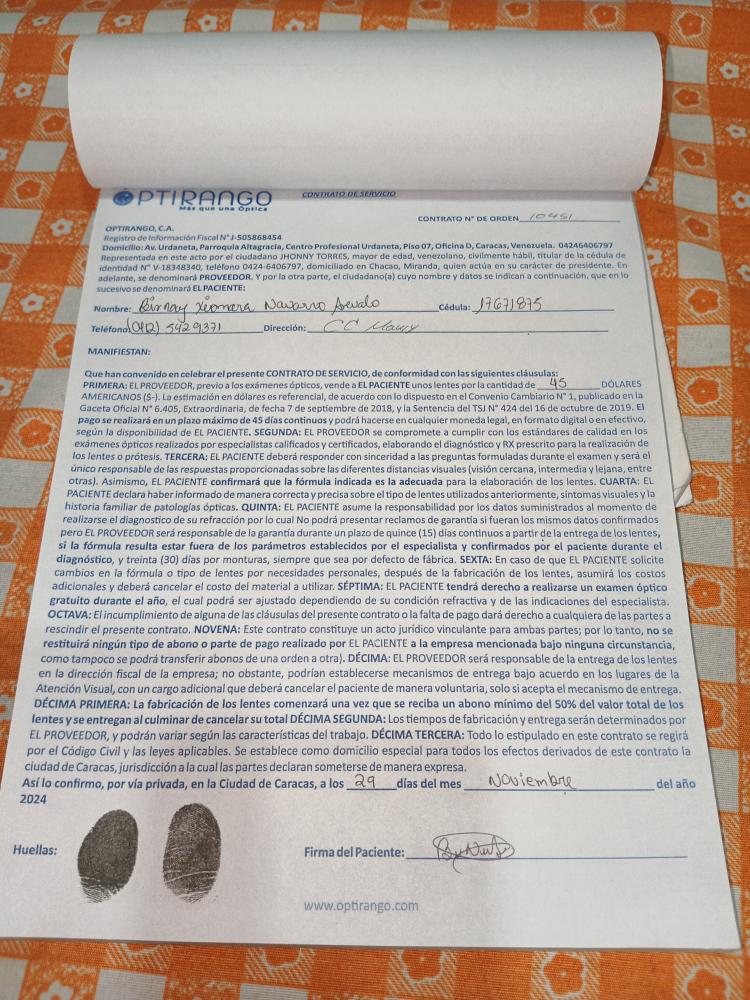 OPTIRANGO
Más que una Óptica
CONTRATO DE SERVICIO
CONTRATO N° DE ORDEN 10451
OPTIRANGO, C.A.
Registro de Información Fiscal N° J-505868454
Domicilio: Av. Urdaneta, Parroquia Altagracia, Centro Profesional Urdaneta, Piso 07, Oficina D, Caracas, Venezuela. 04246406797
Representada en este acto por el ciudadano JHONNY TORRES, mayor de edad, venezolano, civilmente hábil, titular de la cédula de
identidad N° V-18348340, teléfono 0424-6406797, domiciliado en Chacao, Miranda, quien actúa en su carácter de presidente. En
adelante, se denominará PROVEEDOR. Y por la otra parte, el ciudadano(a) cuyo nombre y datos se indican a continuación, que en lo
sucesivo se denominará EL PACIENTE:
Nombre: Xiomara Navarro Cédula: 17671875
Teléfono (0412) 5429371 Dirección: CC
MANIFIESTAN:
Que han convenido en celebrar el presente CONTRATO DE SERVICIO, de conformidad con las siguientes cláusulas:
PRIMERA: EL PROVEEDOR, previo a los exámenes ópticos, vende a EL PACIENTE unos lentes por la cantidad de 45 DÓLARES
AMERICANOS ($-). La estimación en dólares es referencial, de acuerdo con lo dispuesto en el Convenio Cambiario N° 1, publicado en la
Gaceta Oficial N° 6.405, Extraordinaria, de fecha 7 de septiembre de 2018, y la Sentencia del TSJ N° 424 del 16 de octubre de 2019. El
pago se realizará en un plazo máximo de 45 días continuos y podrá hacerse en cualquier moneda legal, en formato digital o en efectivo,
según la disponibilidad de EL PACIENTE. SEGUNDA: EL PROVEEDOR se compromete a cumplir con los estándares de calidad en los
exámenes ópticos realizados por especialistas calificados y certificados, elaborando el diagnóstico y RX prescrito para la realización de
los lentes o prótesis. TERCERA: EL PACIENTE deberá responder con sinceridad a las preguntas formuladas durante el examen y será el
único responsable de las respuestas proporcionadas sobre las diferentes distancias visuales (visión cercana, intermedia y lejana, entre
otras). Asimismo, EL PACIENTE confirmará que la fórmula indicada es la adecuada para la elaboración de los lentes. CUARTA: EL
PACIENTE declara haber informado de manera correcta y precisa sobre el tipo de lentes utilizados anteriormente, síntomas visuales y la
historia familiar de patologías ópticas. QUINTA: EL PACIENTE asume la responsabilidad por los datos suministrados al momento de
realizarse el diagnostico de su refracción por lo cual No podrá presentar reclamos de garantía si fueran los mismos datos confirmados
pero EL PROVEEDOR será responsable de la garantía durante un plazo de quince (15) días continuos a partir de la entrega de los lentes,
si la fórmula resulta estar fuera de los parámetros establecidos por el especialista y confirmados por el paciente durante el
diagnóstico, y treinta (30) días por monturas, siempre que sea por defecto de fábrica. SEXTA: En caso de que EL PACIENTE solicite
cambios en la fórmula o tipo de lentes por necesidades personales, después de la fabricación de los lentes, asumirá los costos
adicionales y deberá cancelar el costo del material a utilizar. SÉPTIMA: EL PACIENTE tendrá derecho a realizarse un examen óptico
gratuito durante el año, el cual podrá ser ajustado dependiendo de su condición refractiva y de las indicaciones del especialista.
OCTAVA: El incumplimiento de alguna de las cláusulas del presente contrato o la falta de pago dará derecho a cualquiera de las partes a
rescindir el presente contrato. NOVENA: Este contrato constituye un acto jurídico vinculante para ambas partes; por lo tanto, no se
restituirá ningún tipo de abono o parte de pago realizado por EL PACIENTE a la empresa mencionada bajo ninguna circunstancia,
como tampoco se podrá transferir abonos de una orden a otra). DÉCIMA: EL PROVEEDOR será responsable de la entrega de los lentes
en la dirección fiscal de la empresa; no obstante, podrían establecerse mecanismos de entrega bajo acuerdo en los lugares de la
Atención Visual, con un cargo adicional que deberá cancelar el paciente de manera voluntaria, solo si acepta el mecanismo de entrega.
DÉCIMA PRIMERA: La fabricación de los lentes comenzará una vez que se reciba un abono mínimo del 50% del valor total de los
lentes y se entregan al culminar de cancelar su total DÉCIMA SEGUNDA: Los tiempos de fabricación y entrega serán determinados por
EL PROVEEDOR, y podrán variar según las características del trabajo. DÉCIMA TERCERA: Todo lo estipulado en este contrato se regirá
por el Código Civil y las leyes aplicables. Se establece como domicilio especial para todos los efectos derivados de este contrato la
ciudad de Caracas, jurisdicción a la cual las partes declaran someterse de manera expresa.
Así lo confirmo, por vía privada, en la Ciudad de Caracas, a los 29 días del mes Noviembre del año
2024
Huellas:
Firma del Paciente:
www.optirango.com